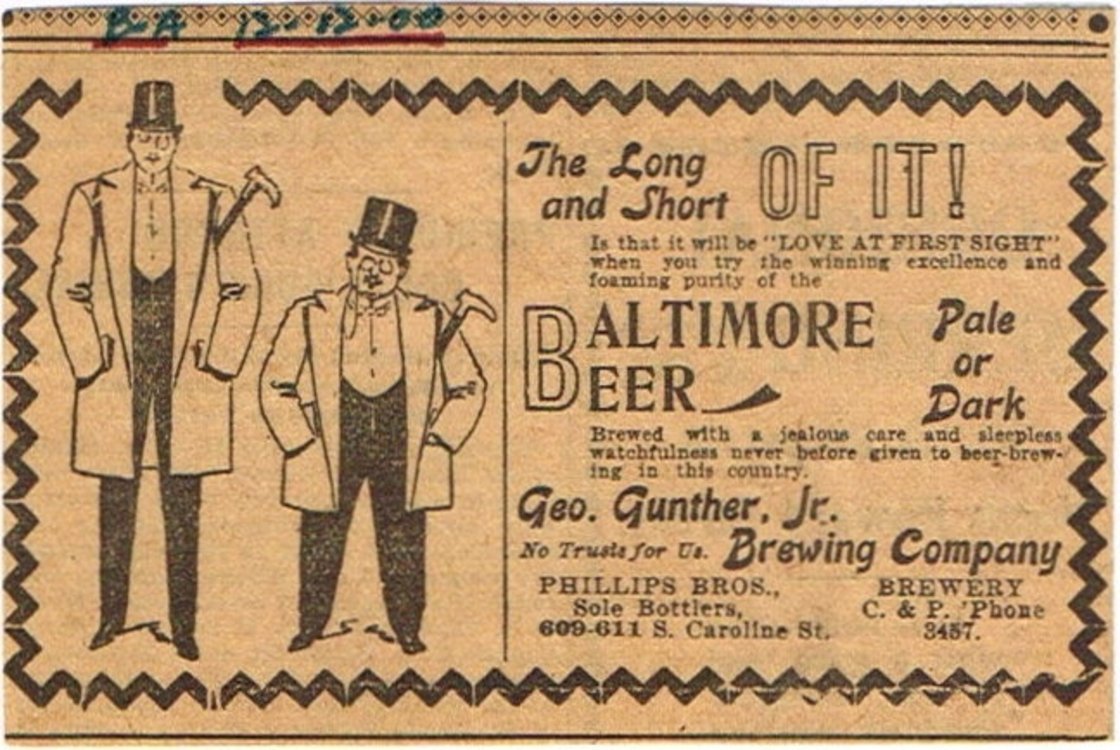 B-A 12-12-00
The Long
and Short OF IT!
Is that it will be "LOVE AT FIRST SIGHT"
when you try the winning excellence and
foaming purity of the
BALTIMORE
BEER
Pale
or
Dark
Brewed with a jealous care and sleepless
watchfulness never before given to beer-brew-
ing in this country.
Geo. Gunther, Jr.
No Trusts for Us. Brewing Company
PHILLIPS BROS., BREWERY
Sole Bottlers, C. & P. 'Phone
609-611 S. Caroline St. 3457.